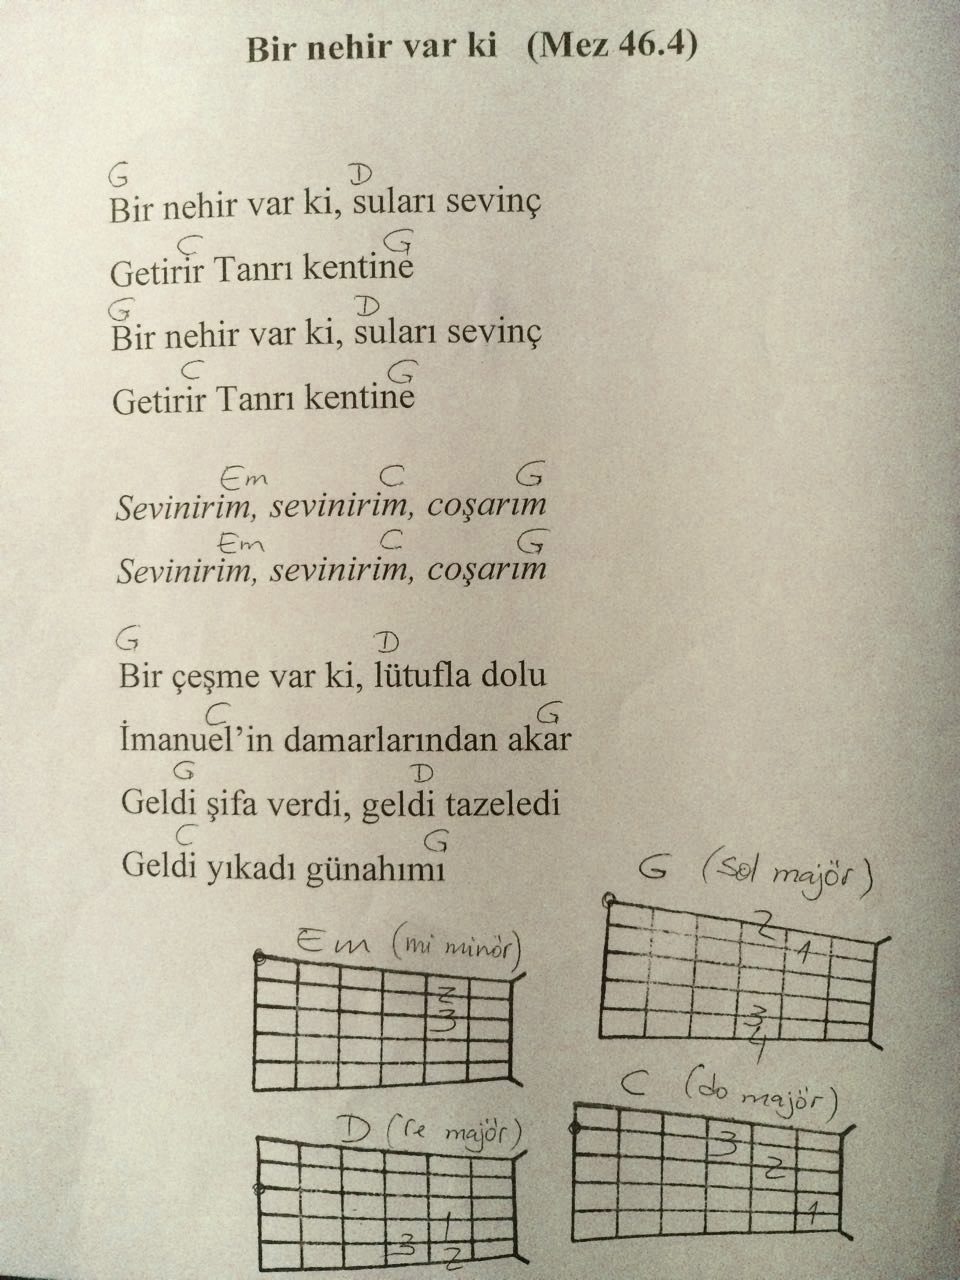 Bir nehir var ki (Mez 46.4)
G D
Bir nehir var ki, suları sevinç
C G
Getirir Tanrı kentine
G D
Bir nehir var ki, suları sevinç
C G
Getirir Tanrı kentine
Em C G
Sevinirim, sevinirim, coşarım
Em C G
Sevinirim, sevinirim, coşarım
G D
Bir çeşme var ki, lütufla dolu
C G
İmanuel’in damarlarından akar
G D
Geldi şifa verdi, geldi tazeledi
C G
Geldi yıkadı günahımı
G (sol majör)
2
1
3
4
Em (mi minör)
2
3
C (do majör)
3
2
1
D (re majör)
1
3 2